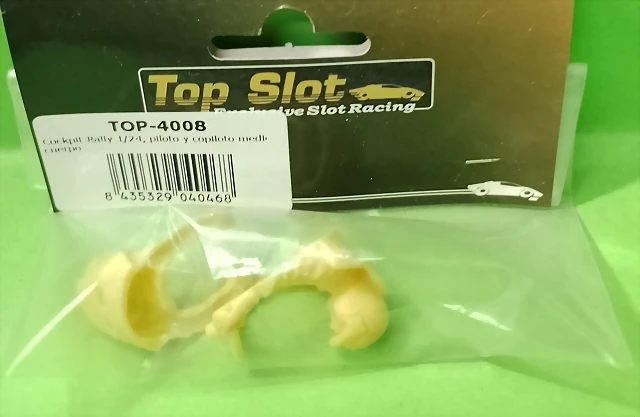 Top Slot
Exclusive Slot Racing
TOP-4008
Cockpit Rally 1/24, piloto y copiloto medio
cuerpo
8 435329 040468